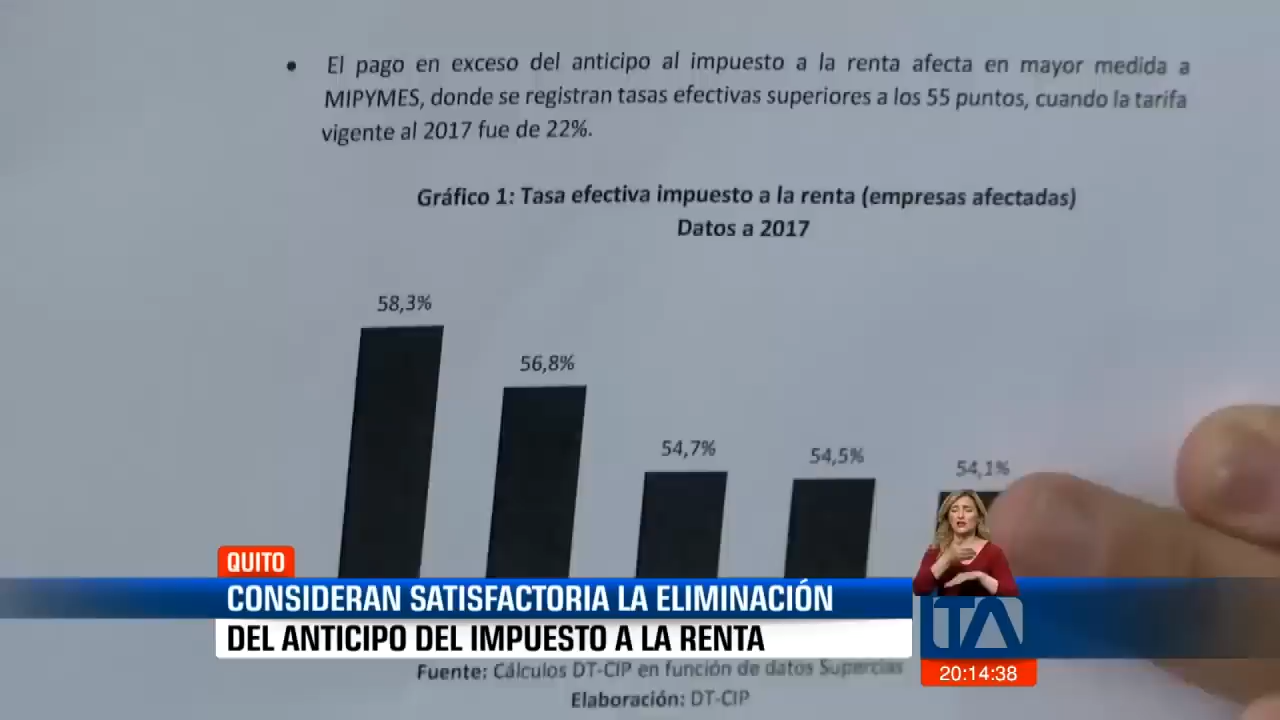 • El pago en exceso del anticipo al impuesto a la renta afecta en mayor medida a
MIPYMES, donde se registran tasas efectivas superiores a los 55 puntos, cuando la tarifa
vigente al 2017 fue de 22%.
Gráfico 1: Tasa efectiva impuesto a la renta (empresas afectadas)
Datos a 2017
58,3%
56,8%
54,7%
54,5%
54,1%
QUITO
CONSIDERAN SATISFACTORIA LA ELIMINACIÓN
DEL ANTICIPO DEL IMPUESTO A LA RENTA
Fuente: Cálculos DT-CIP en función de datos Supercias
Elaboración: DT-CIP
TA
20:14:38